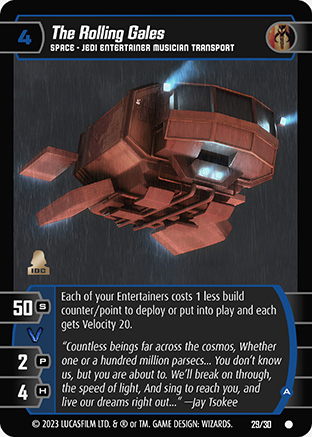 4
The Rolling Gales
SPACE - JEDI ENTERTAINER MUSICIAN TRANSPORT
IDC
50 S
Each of your Entertainers costs 1 less build
counter/point to deploy or put into play and each
gets Velocity 20.
V
2 P
4 H
“Countless beings far across the cosmos, Whether
one or a hundred million parsecs... You don’t know
us, but you are about to. We’ll break on through,
the speed of light, And sing to reach you, and
live our dreams right out...” —Jay Tsokee
A
© 2023 LUCASFILM LTD. & ® or TM. GAME DESIGN: WIZARDS.
29/30